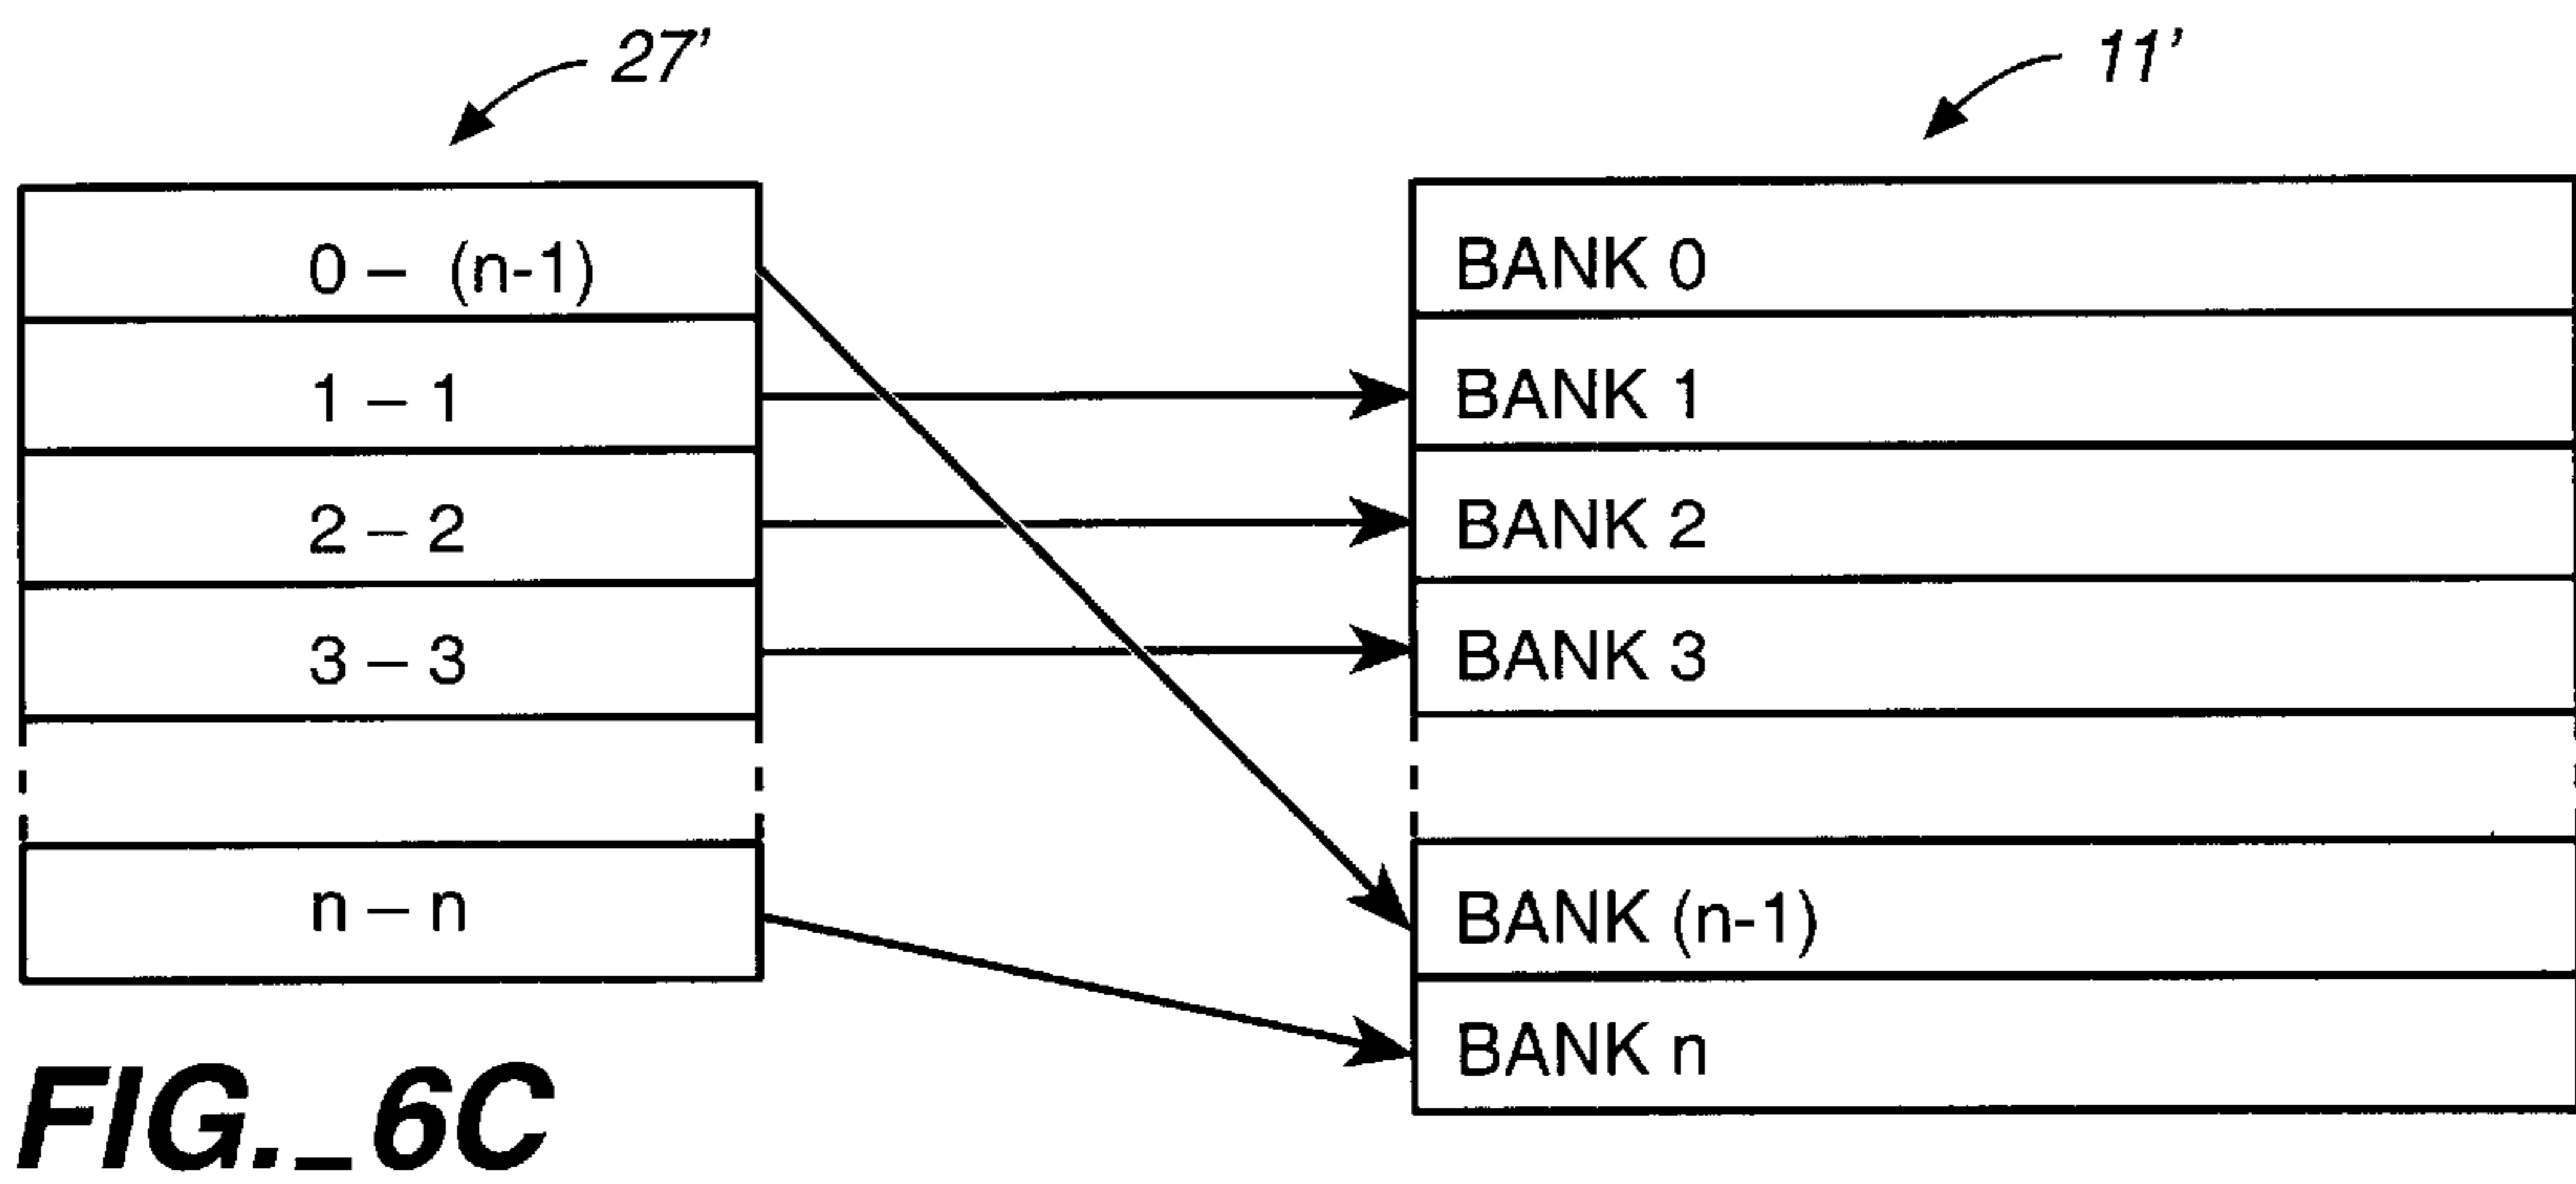 27'
11'
0 – (n-1)
1 – 1
2 – 2
3 – 3
n – n
BANK 0
BANK 1
BANK 2
BANK 3
BANK (n-1)
BANK n
FIG._6C